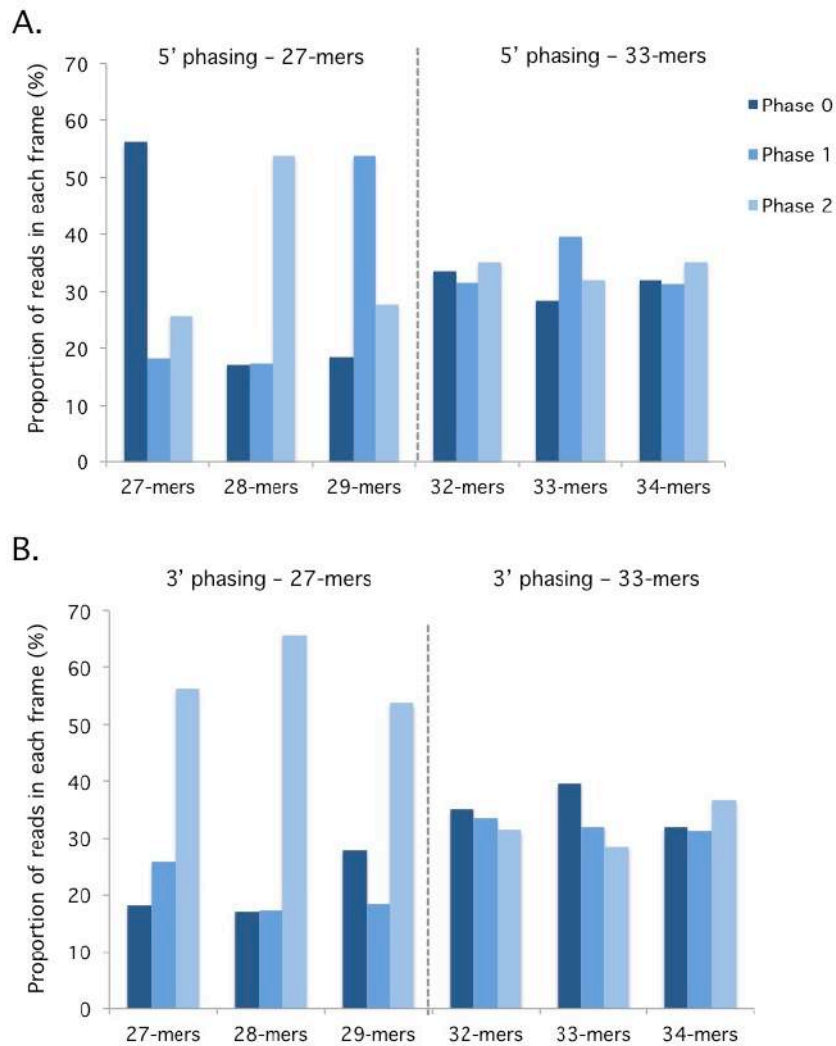 A.
5' phasing – 27-mers 5' phasing – 33-mers
Proportion of reads in each frame (%)
70
60
50
40
30
20
10
0
Phase 0
Phase 1
Phase 2
27-mers 28-mers 29-mers 32-mers 33-mers 34-mers
B.
3' phasing – 27-mers 3' phasing – 33-mers
Proportion of reads in each frame (%)
70
60
50
40
30
20
10
0
27-mers 28-mers 29-mers 32-mers 33-mers 34-mers